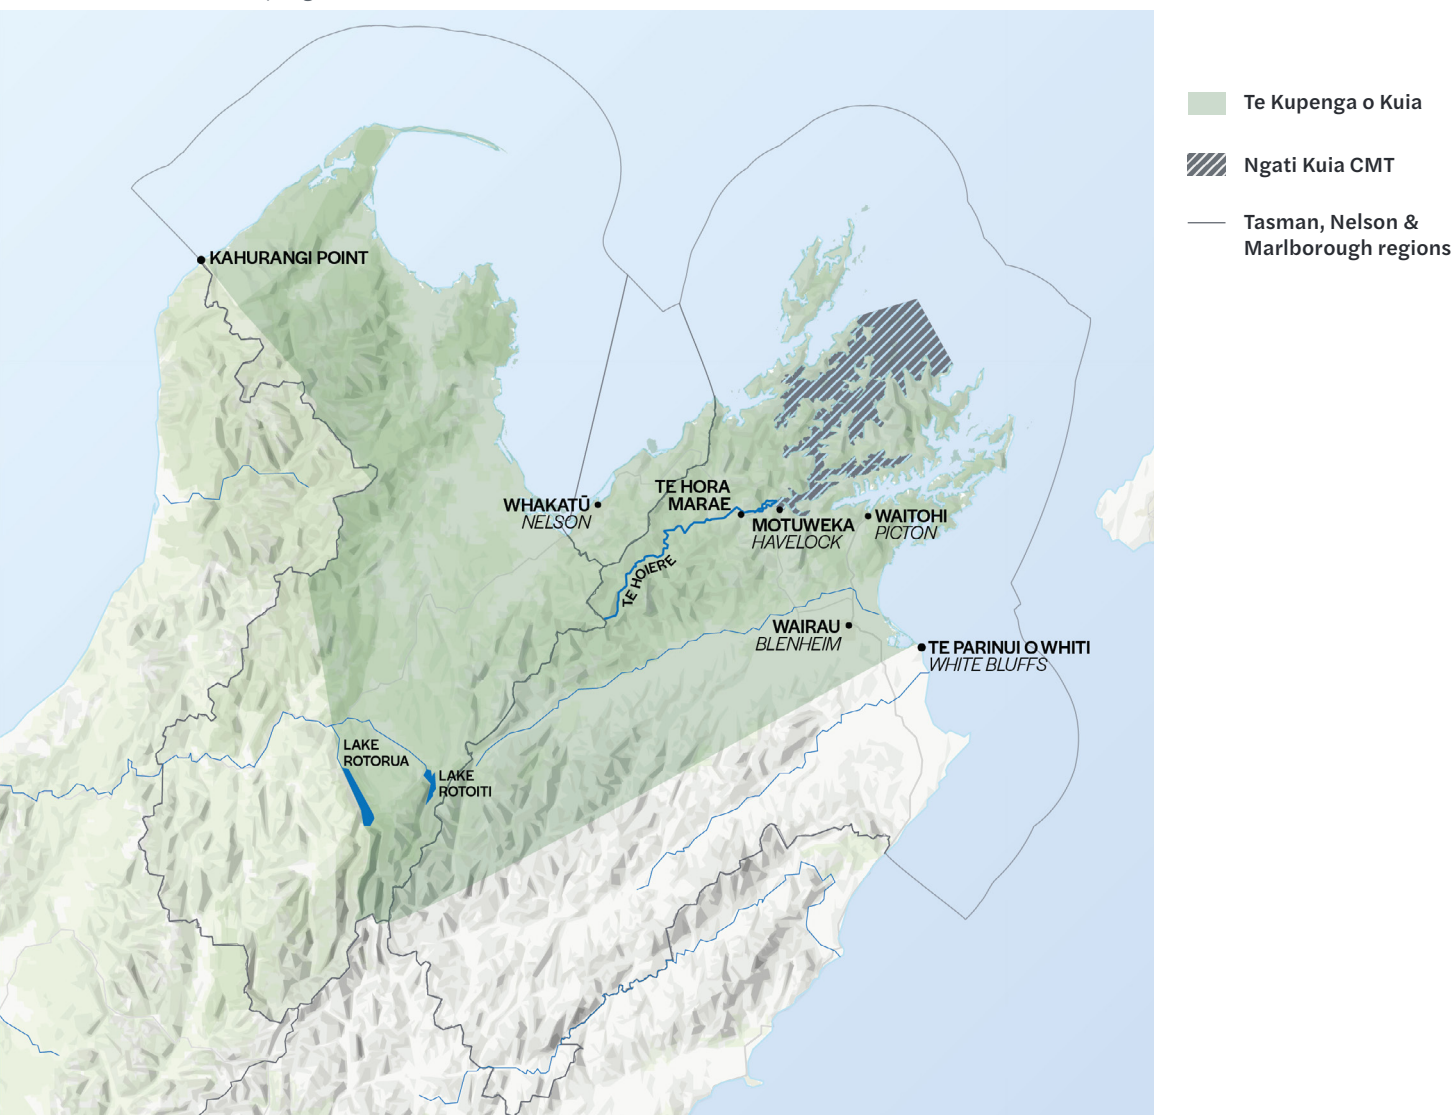 Te Kupenga o Kuia
Ngati Kuia CMT
Tasman, Nelson &
Marlborough regions
KAHURANGI POINT
WHAKATŪ
NELSON
TE HORA
MARAE
MOTUWEKA
HAVELOCK
WAITOHI
PICTON
TE HOIERE
WAIRAU
BLENHEIM
TE PARINUI O WHITI
WHITE BLUFFS
LAKE
ROTORUA
LAKE
ROTOITI